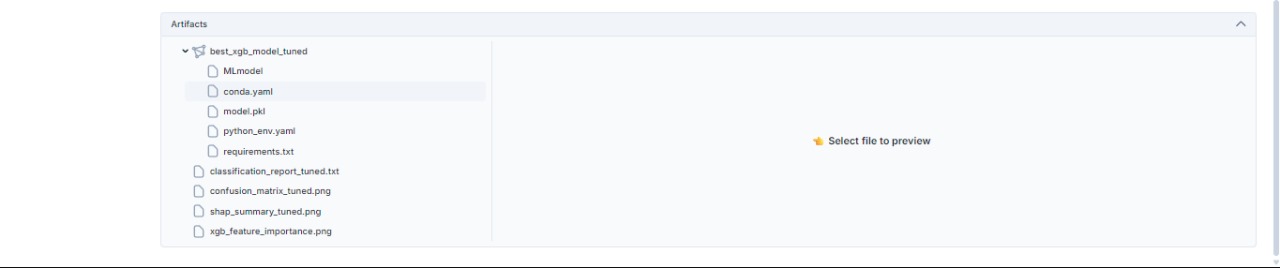 Artifacts
best_xgb_model_tuned
MLmodel
conda.yaml
model.pkl
python_env.yaml
requirements.txt
classification_report_tuned.txt
confusion_matrix_tuned.png
shap_summary_tuned.png
xgb_feature_importance.png
Select file to preview